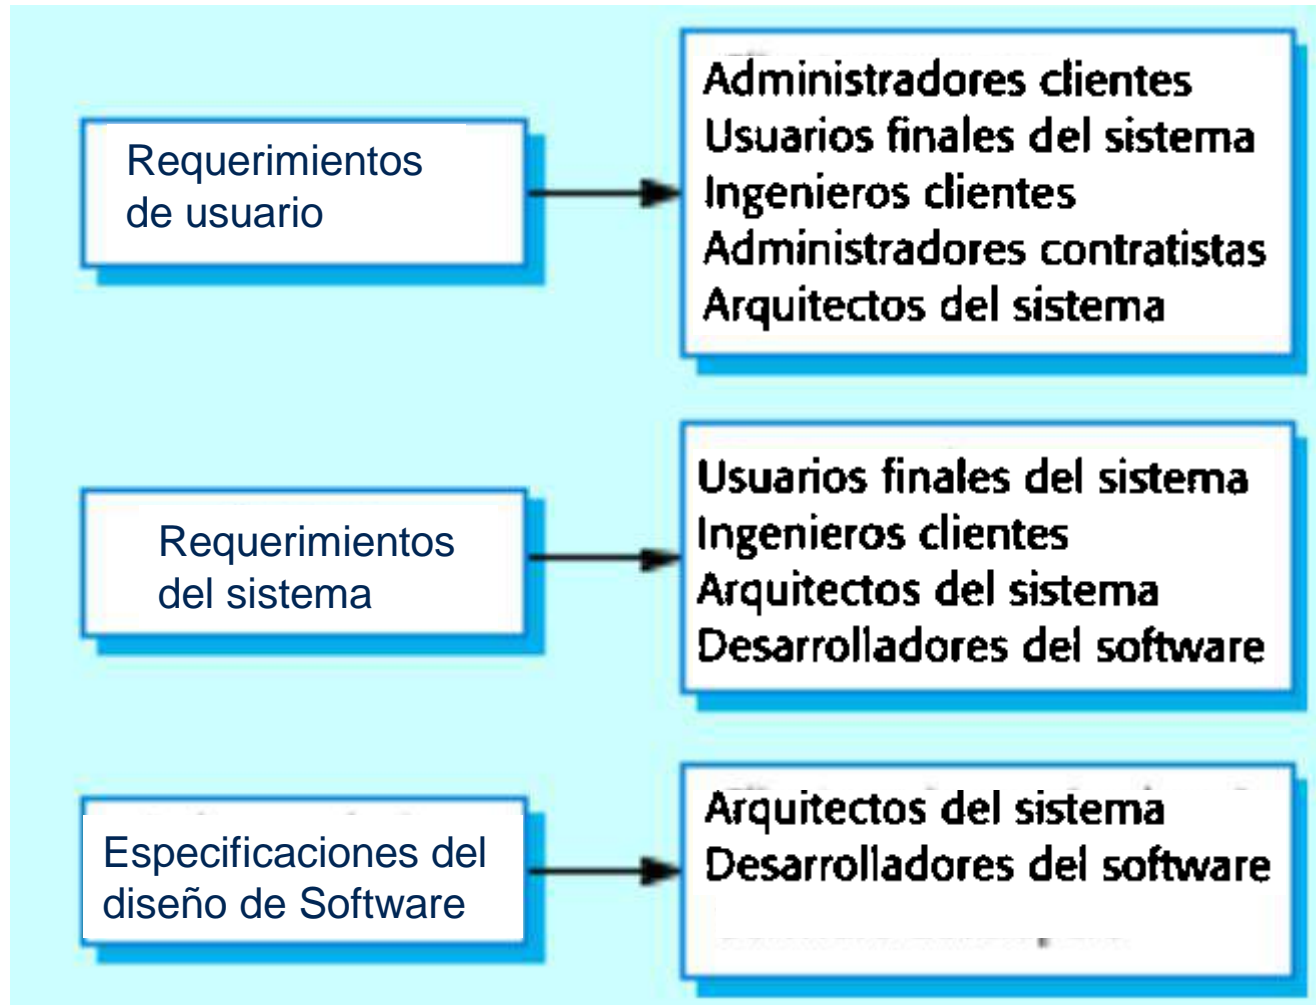 Requerimientos
de usuario
Administradores clientes
Usuarios finales del sistema
Ingenieros clientes
Administradores contratistas
Arquitectos del sistema
Requerimientos
del sistema
Usuarios finales del sistema
Ingenieros clientes
Arquitectos del sistema
Desarrolladores del software
Especificaciones del
diseño de Software
Arquitectos del sistema
Desarrolladores del software